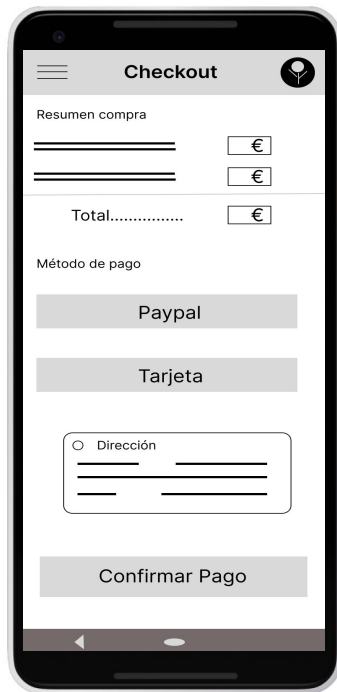 Checkout
Resumen compra
€
€
Total................ €
Método de pago
Paypal
Tarjeta
Dirección
Confirmar Pago